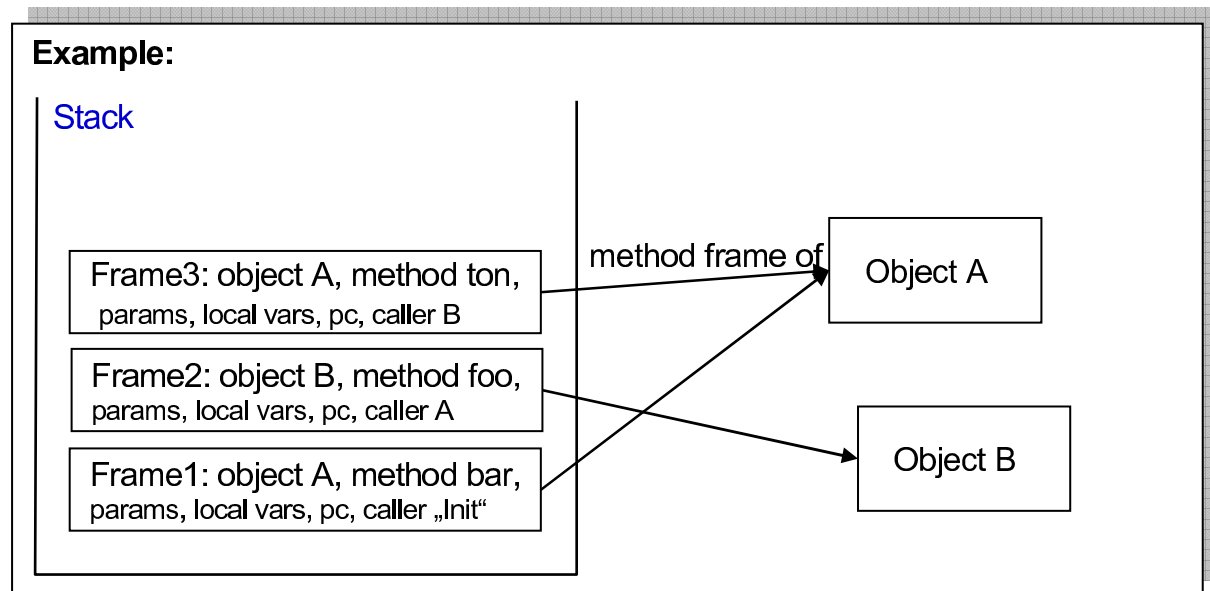 Example:
Stack
method frame of
Frame3: object A, method ton,
params, local vars, pc, caller B
Object A
Frame2: object B, method foo,
params, local vars, pc, caller A
Object B
Frame1: object A, method bar,
params, local vars, pc, caller „Init“